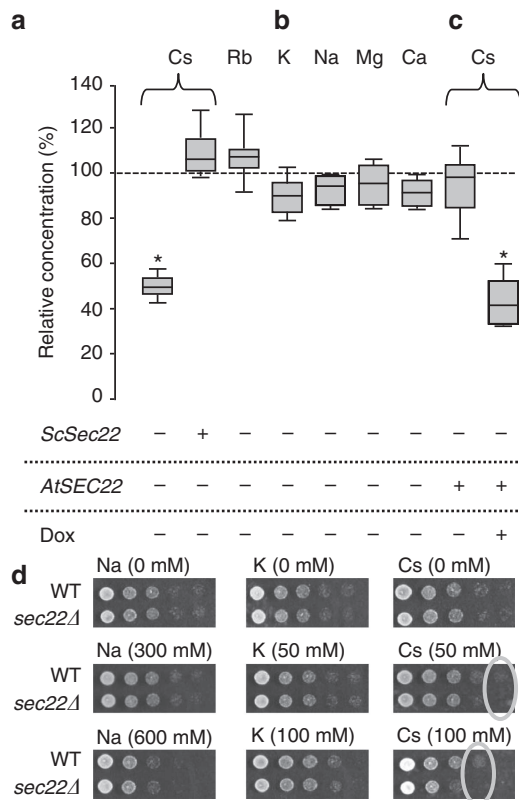 a b c
Cs Rb K Na Mg Ca Cs
Relative concentration (%)
140
120
100
80
60
40
20
0
* *
ScSec22 – + – – – – – – –
AtSEC22 – – – – – – – + +
Dox – – – – – – – – +
d
Na (0 mM) K (0 mM) Cs (0 mM)
WT
sec22Δ
Na (300 mM) K (50 mM) Cs (50 mM)
WT
sec22Δ
Na (600 mM) K (100 mM) Cs (100 mM)
WT
sec22Δ